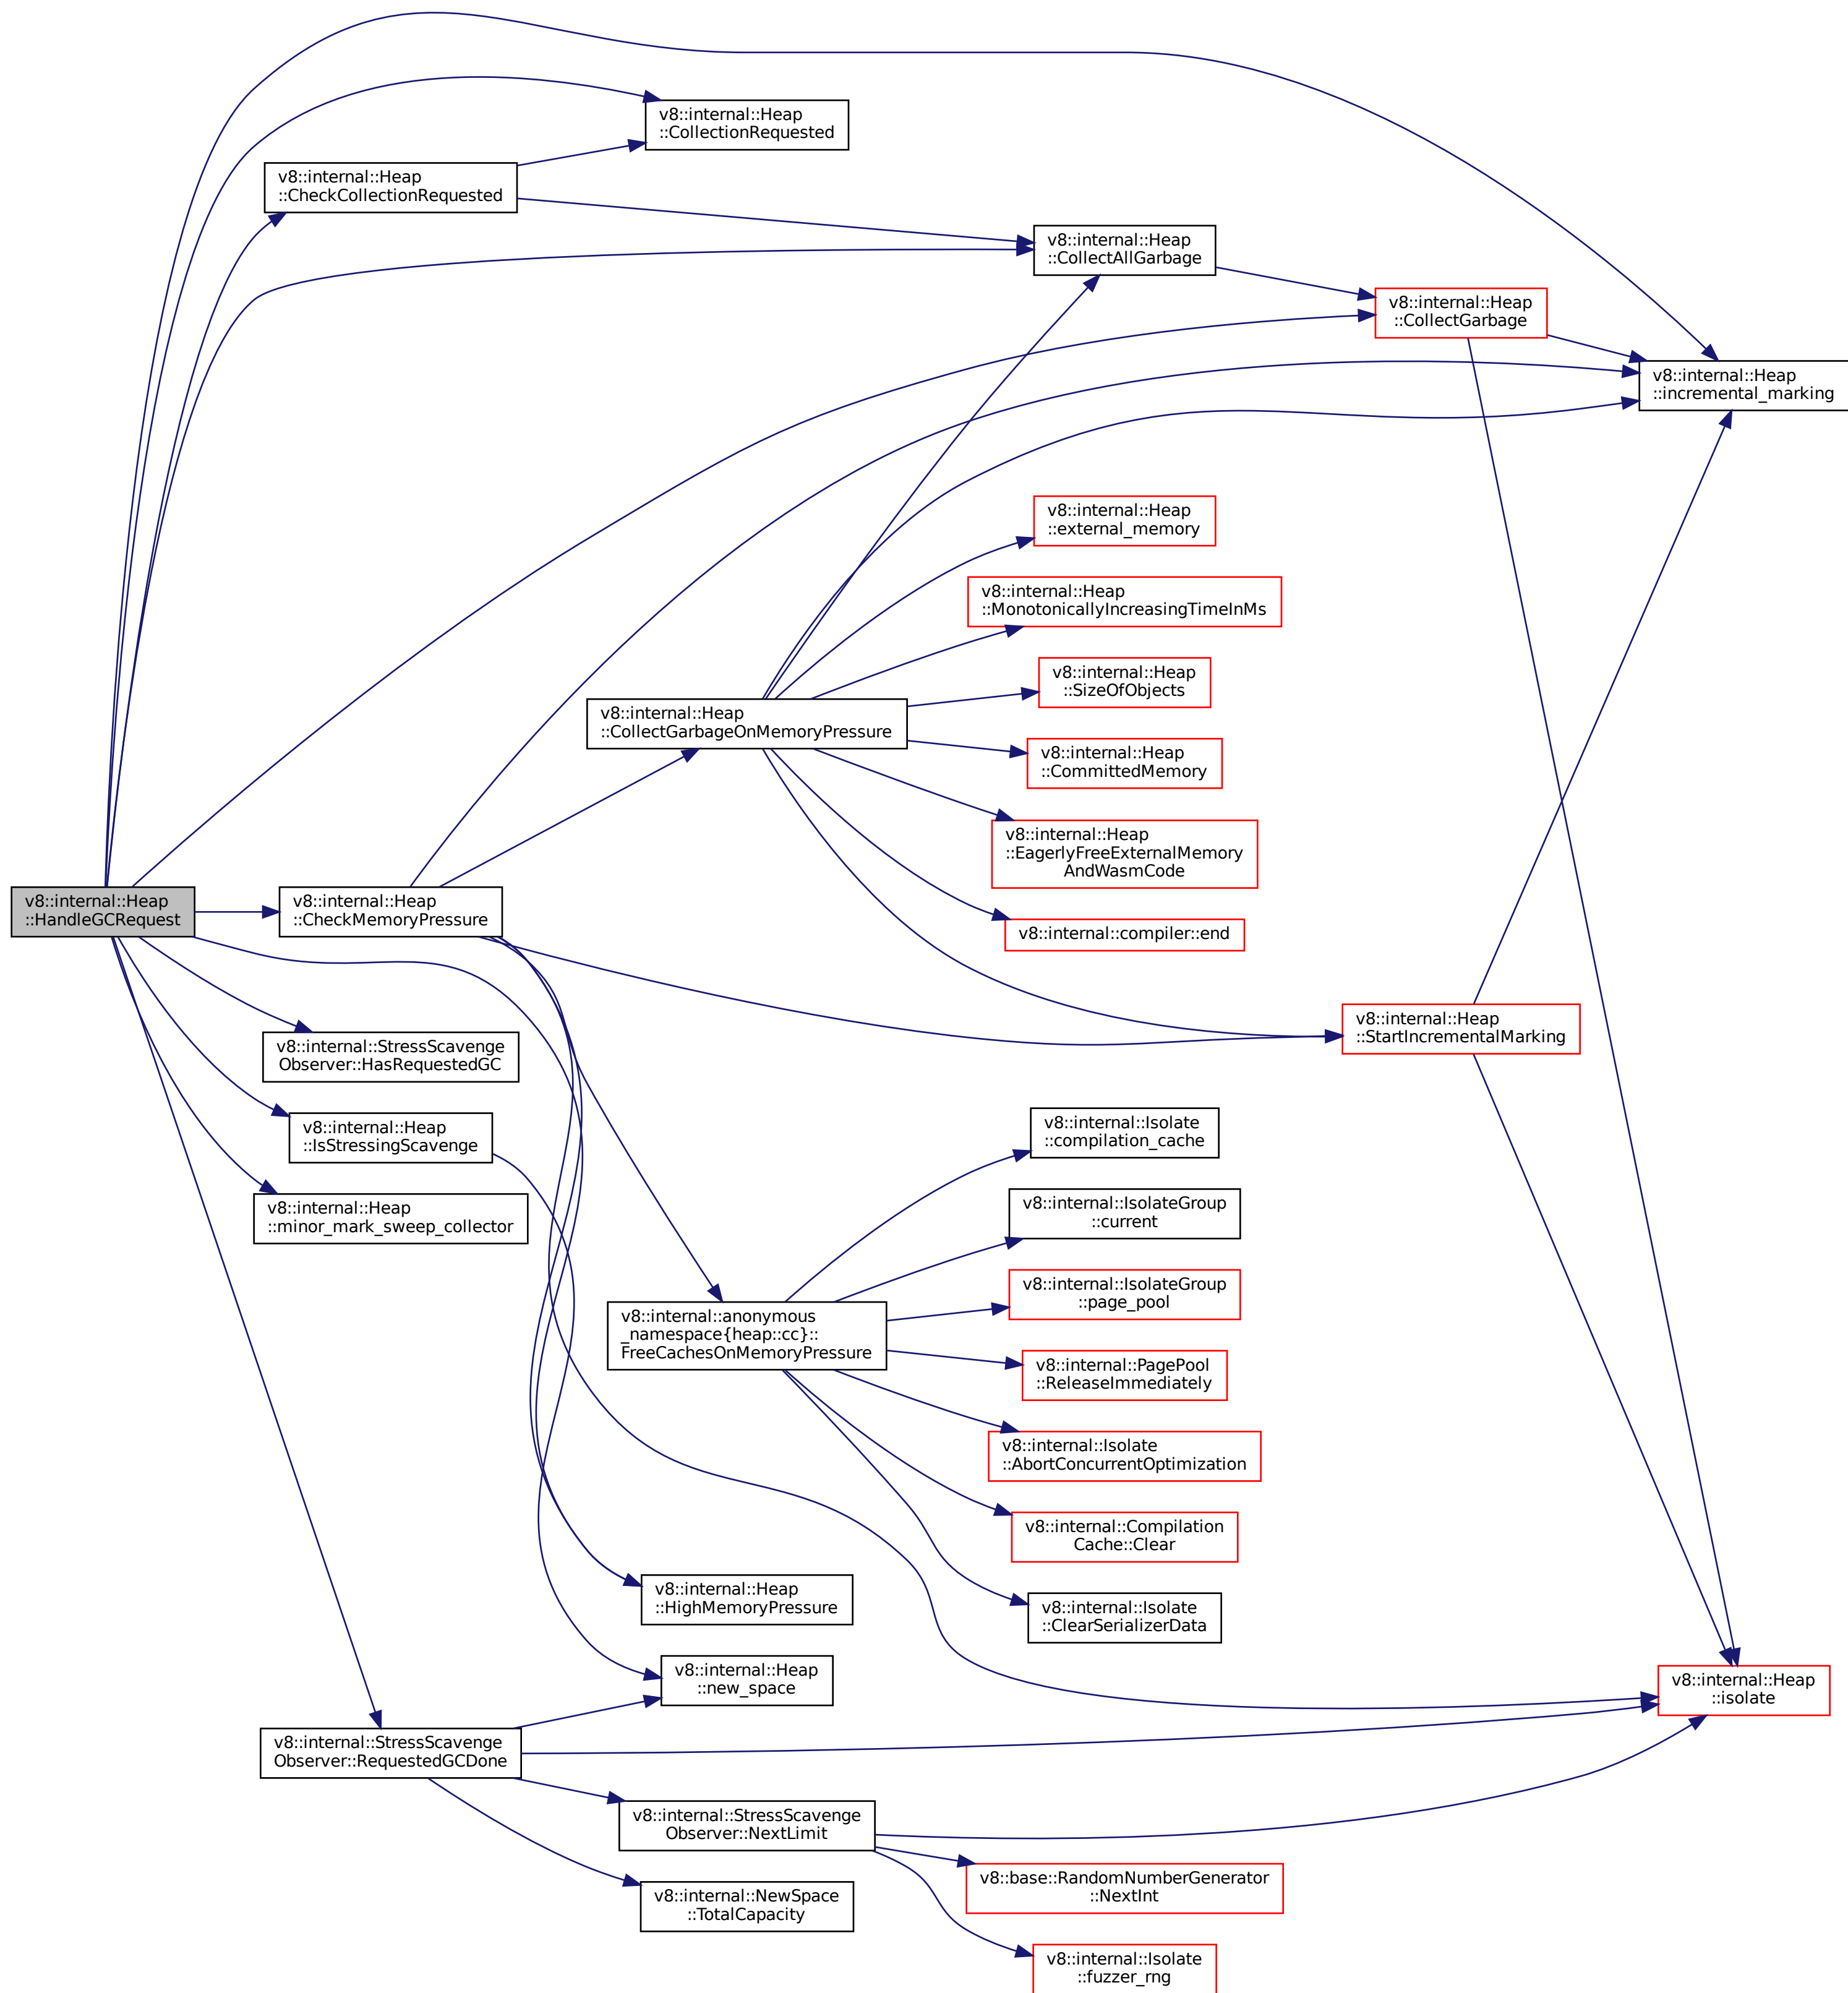 v8::internal::Heap
::CollectionRequested
v8::internal::Heap
::CheckCollectionRequested
v8::internal::Heap
::CollectAllGarbage
v8::internal::Heap
::CollectGarbage
v8::internal::Heap
::incremental_marking
v8::internal::Heap
::external_memory
v8::internal::Heap
::MonotonicallyIncreasingTimeInMs
v8::internal::Heap
::SizeOfObjects
v8::internal::Heap
::CollectGarbageOnMemoryPressure
v8::internal::Heap
::CommittedMemory
v8::internal::Heap
::EagerlyFreeExternalMemory
AndWasmCode
v8::internal::Heap
::HandleGCRequest
v8::internal::Heap
::CheckMemoryPressure
v8::internal::compiler::end
v8::internal::Heap
::StartIncrementalMarking
v8::internal::StressScavenge
Observer::HasRequestedGC
v8::internal::Heap
::IsStressingScavenge
v8::internal::Isolate
::compilation_cache
v8::internal::Heap
::minor_mark_sweep_collector
v8::internal::IsolateGroup
::current
v8::internal::IsolateGroup
::page_pool
v8::internal::anonymous
_namespace{heap::cc}::
FreeCachesOnMemoryPressure
v8::internal::PagePool
::ReleaseImmediately
v8::internal::Isolate
::AbortConcurrentOptimization
v8::internal::Compilation
Cache::Clear
v8::internal::Heap
::HighMemoryPressure
v8::internal::Isolate
::ClearSerializerData
v8::internal::Heap
::new_space
v8::internal::Heap
::isolate
v8::internal::StressScavenge
Observer::RequestedGCDone
v8::internal::StressScavenge
Observer::NextLimit
v8::base::RandomNumberGenerator
::NextInt
v8::internal::NewSpace
::TotalCapacity
v8::internal::Isolate
::fuzzer_rng